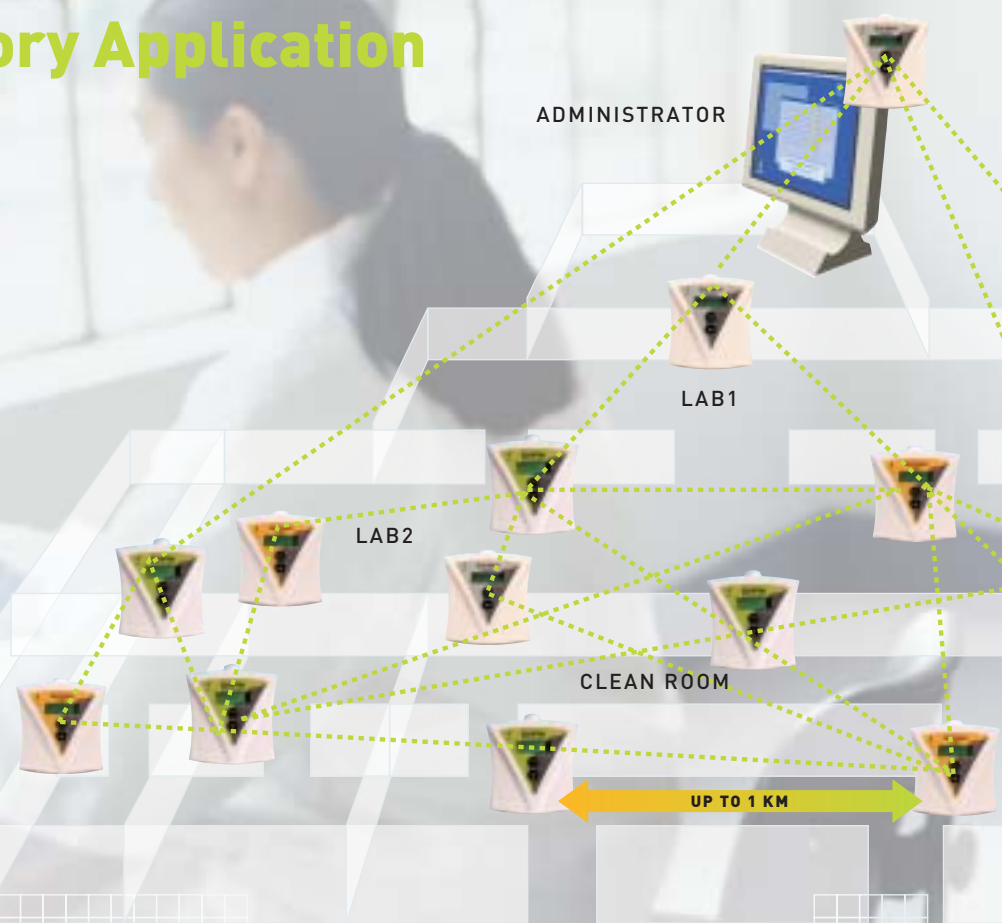 ory Application
ADMINISTRATOR
LAB1
LAB2
CLEAN ROOM
UP TO 1 KM